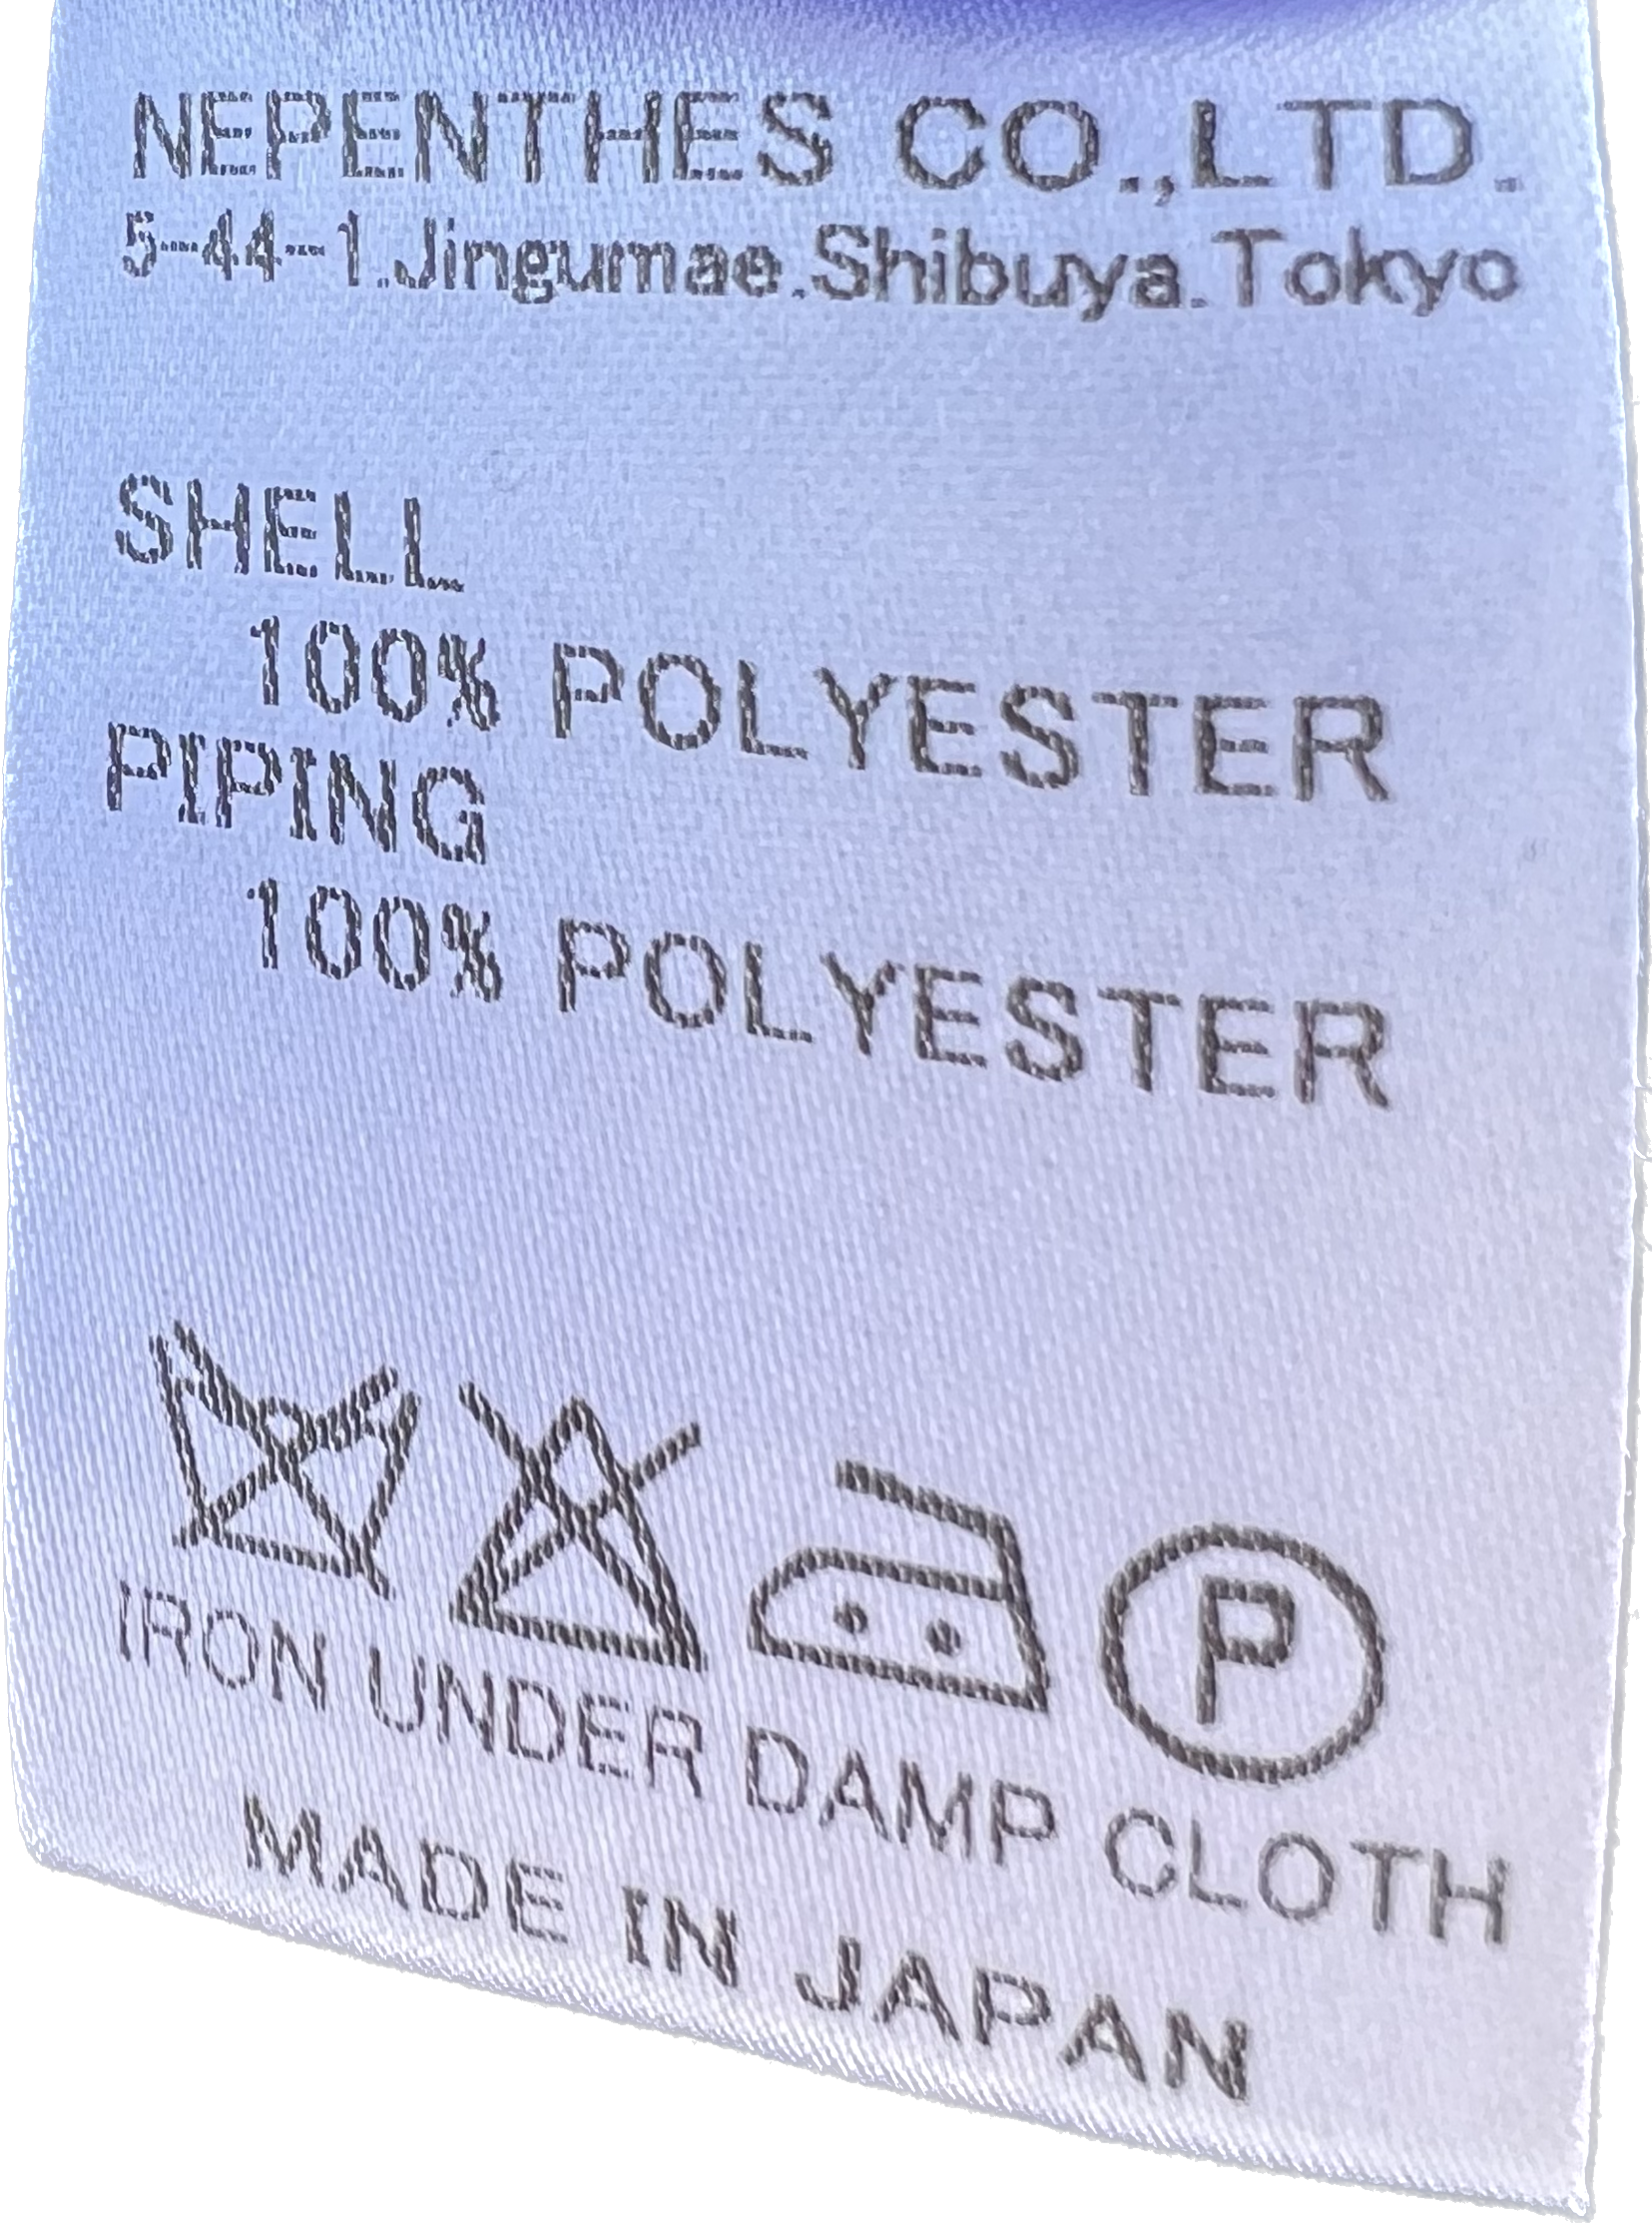 NEPENTHES CO.,LTD.
5-44-1.Jingumae.Shibuya.Tokyo
SHELL
100% POLYESTER
PIPING
100% POLYESTER
P
IRON UNDER DAMP CLOTH
MADE IN JAPAN